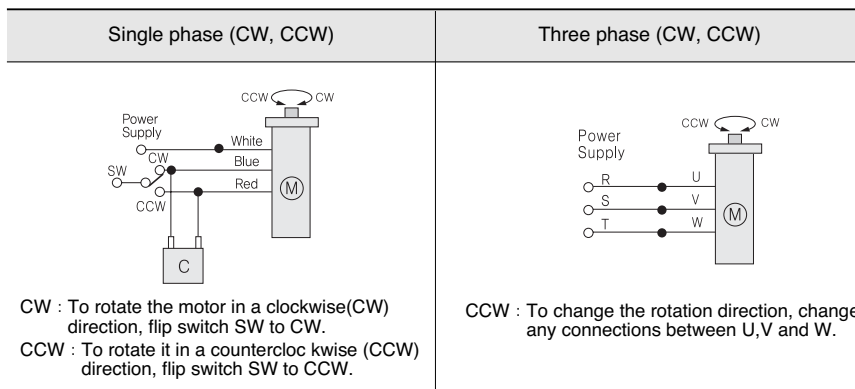 Single phase (CW, CCW)
Three phase (CW, CCW)
CCW CW
Power
Supply
White
CW
Blue
SW
Red
M
CCW
C
CW : To rotate the motor in a clockwise(CW)
direction, flip switch SW to CW.
CCW : To rotate it in a countercloc kwise (CCW)
direction, flip switch SW to CCW.
CCW CW
Power
Supply
R U
S V
M
T W
CCW : To change the rotation direction, change
any connections between U,V and W.